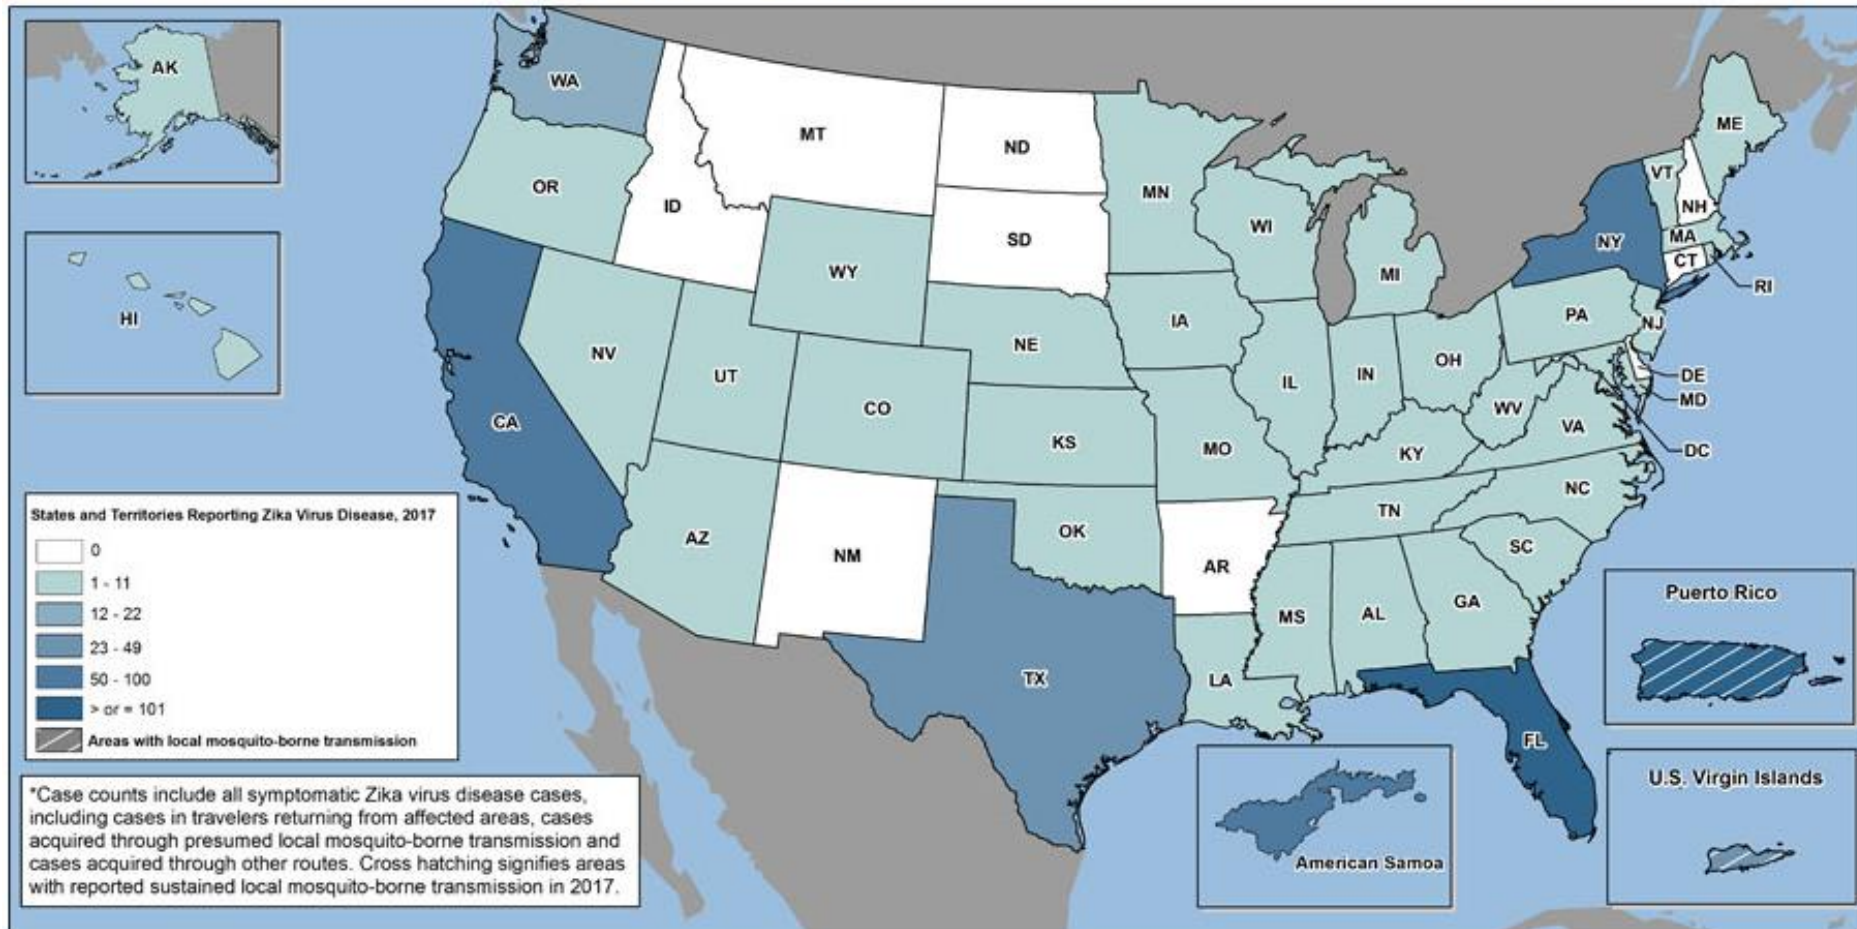 AK
WA
MT
ND
ME
OR
ID
MN
VT
NH
SD
WI
NY
MA
WY
MI
CT
HI
RI
IA
PA
NJ
NV
NE
OH
UT
IL
IN
DE
CO
WV
MD
CA
KS
MO
KY
VA
DC
NC
TN
AZ
NM
OK
AR
SC
MS
AL
GA
TX
LA
FL
Puerto Rico
U.S. Virgin Islands
American Samoa
States and Territories Reporting Zika Virus Disease, 2017
0
1 - 11
12 - 22
23 - 49
50 - 100
> or = 101
Areas with local mosquito-borne transmission
*Case counts include all symptomatic Zika virus disease cases,
including cases in travelers returning from affected areas, cases
acquired through presumed local mosquito-borne transmission and
cases acquired through other routes. Cross hatching signifies areas
with reported sustained local mosquito-borne transmission in 2017.